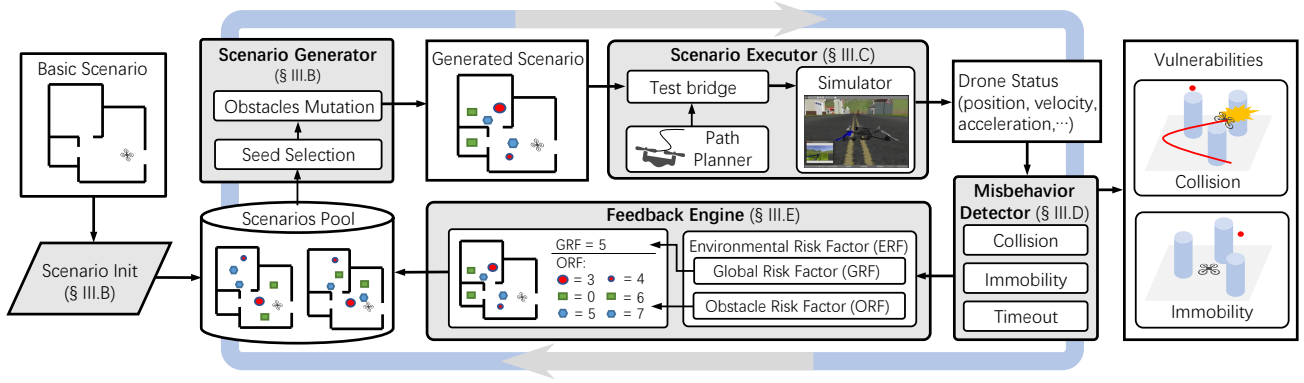 Basic Scenario
Scenario Init
(§ III.B)
Scenario Generator
(§ III.B)
Obstacles Mutation
Seed Selection
Scenarios Pool
Generated Scenario
Scenario Executor (§ III.C)
Test bridge
Path
Planner
Simulator
Drone Status
(position, velocity,
acceleration,⋯)
Misbehavior
Detector (§ III.D)
Collision
Immobility
Timeout
Feedback Engine (§ III.E)
GRF = 5
ORF:
= 3 = 4
= 0 = 6
= 5 = 7
Environmental Risk Factor (ERF)
Global Risk Factor (GRF)
Obstacle Risk Factor (ORF)
Vulnerabilities
Collision
Immobility